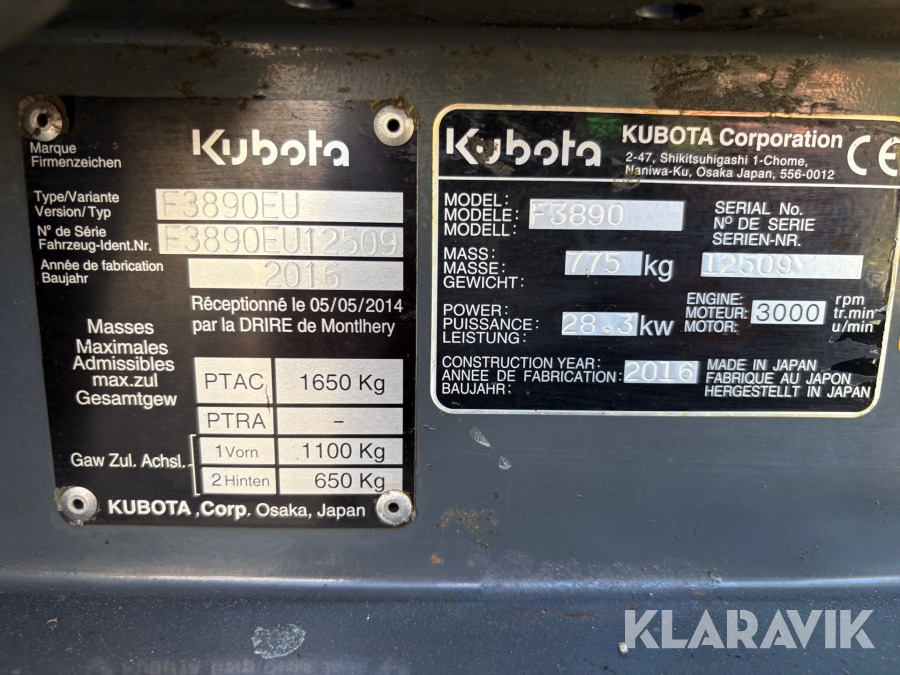 Marque
Firmenzeichen
Kubota
Type/Variante
Version/Typ
F3890EU
N° de Série
Fahrzeug-Ident.Nr.
F3890EU12509
Année de fabrication
Baujahr
2016
Réceptionné le 05/05/2014
par la DRIRE de Montlhery
Masses
Maximales
Admissibles
max.zul
Gesamtgew
PTAC 1650 Kg
PTRA –
Gaw Zul. Achsl.
1Vorn 1100 Kg
2 Hinten 650 Kg
KUBOTA ,Corp. Osaka, Japan
Kubota
KUBOTA Corporation
2-47, Shikitsuhigashi 1-Chome,
Naniwa-Ku, Osaka Japan, 556-0012
CE
MODEL:
MODELE:
MODELL:
F3890
SERIAL No.
N° DE SERIE
SERIEN-NR.
12509
MASS:
MASSE:
GEWICHT:
775 kg
POWER:
PUISSANCE:
LEISTUNG:
28.3 kw
ENGINE:
MOTEUR:
MOTOR:
3000
rpm
tr.min
u/min
CONSTRUCTION YEAR:
ANNEE DE FABRICATION:
BAUJAHR:
2016
MADE IN JAPAN
FABRIQUE AU JAPON
HERGESTELLT IN JAPAN
KLARAVIK